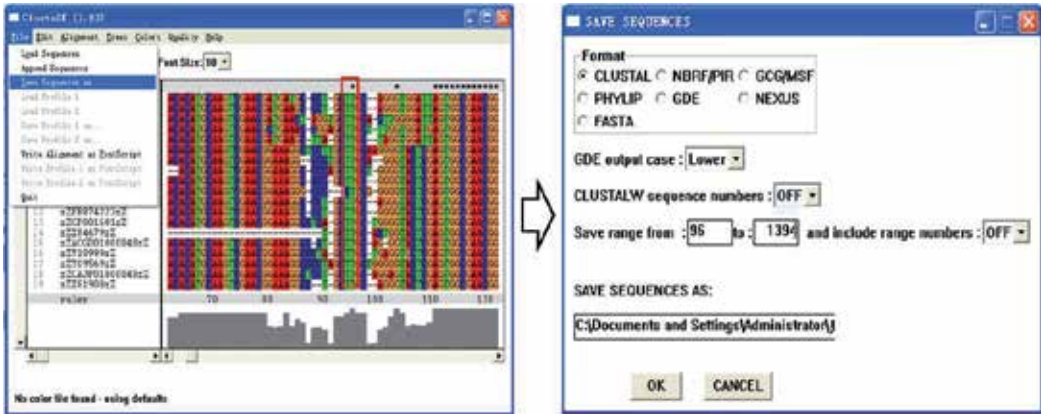 ClustalX (1.83)
File Edit Alignment Trees Colors Quality Help
Load Sequences
Append Sequences
Save Sequences as
Load Profile 1
Load Profile 2
Save Profile 1 as...
Save Profile 2 as...
Write Alignment as PostScript
Write Profile 1 as PostScript
Write Profile 2 as PostScript
Quit
Font Size: 10
ruler
70 80 90 100 110 120
No color file found - using defaults
SAVE SEQUENCES
Format
CLUSTAL NBRF/PIR GCG/MSF
PHYLIP GDE NEXUS
FASTA
GDE output case : Lower
CLUSTALW sequence numbers : OFF
Save range from : 96 to : 1394 and include range numbers : OFF
SAVE SEQUENCES AS:
C:\Documents and Settings\Administrator\
OK CANCEL